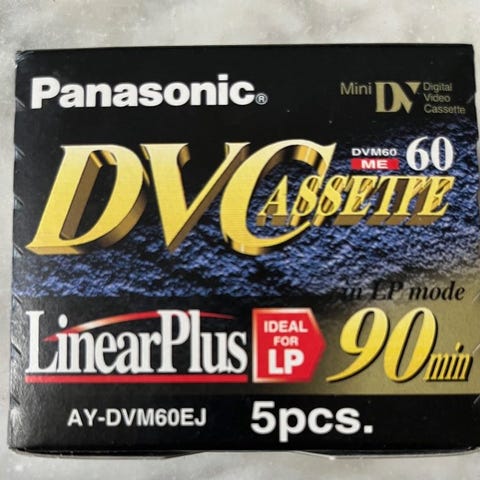 Panasonic®
Mini DV Digital Video Cassette
DVM60 ME 60
DVCASSETTE
in LP mode
LinearPlus IDEAL FOR LP 90min
AY-DVM60EJ 5pcs.